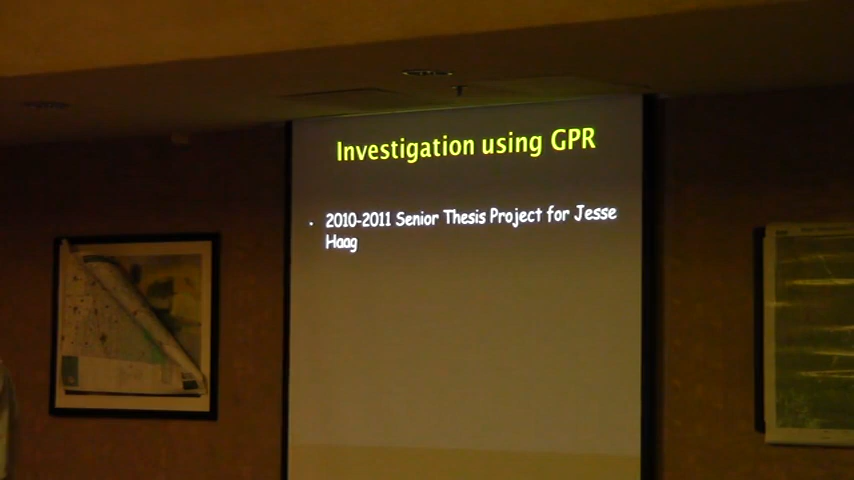 Investigation using GPR
• 2010-2011 Senior Thesis Project for Jesse
Haag